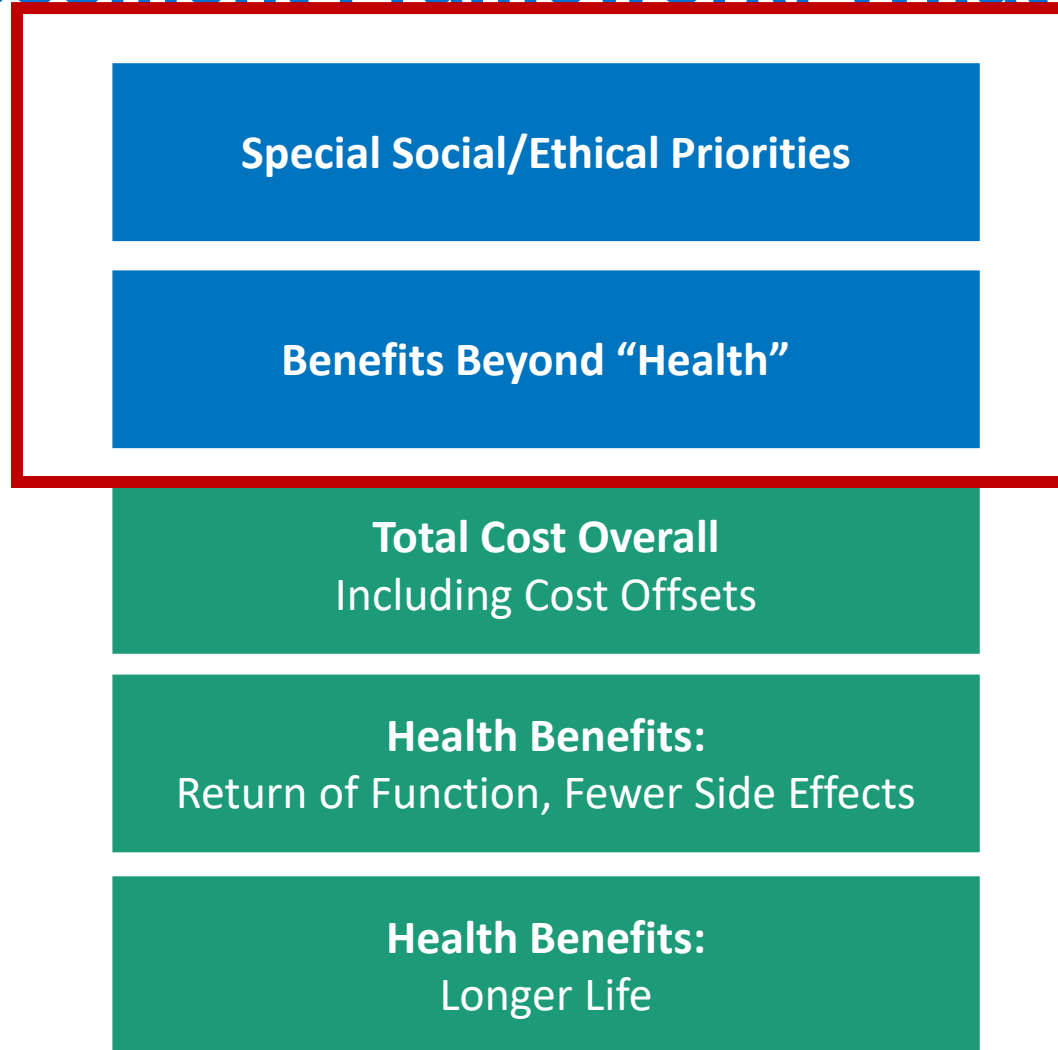 Special Social/Ethical Priorities
Benefits Beyond “Health”
Total Cost Overall
Including Cost Offsets
Health Benefits:
Return of Function, Fewer Side Effects
Health Benefits:
Longer Life